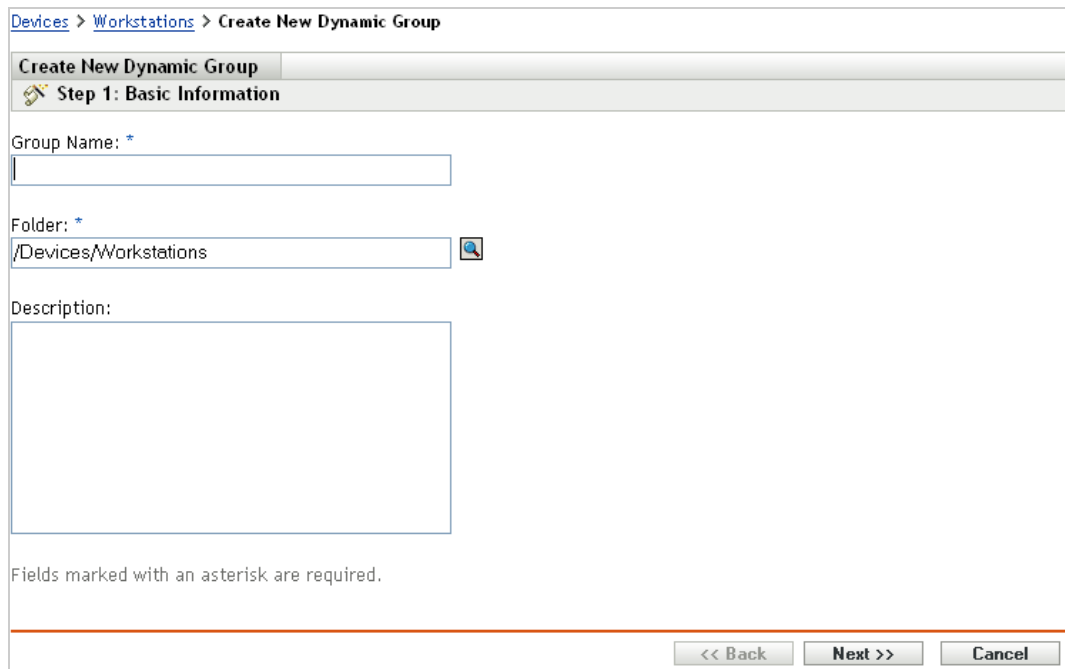 Devices > Workstations > Create New Dynamic Group
Create New Dynamic Group
Step 1: Basic Information
Group Name: *
Folder: *
/Devices/Workstations
Description:
Fields marked with an asterisk are required.
<< Back Next >> Cancel